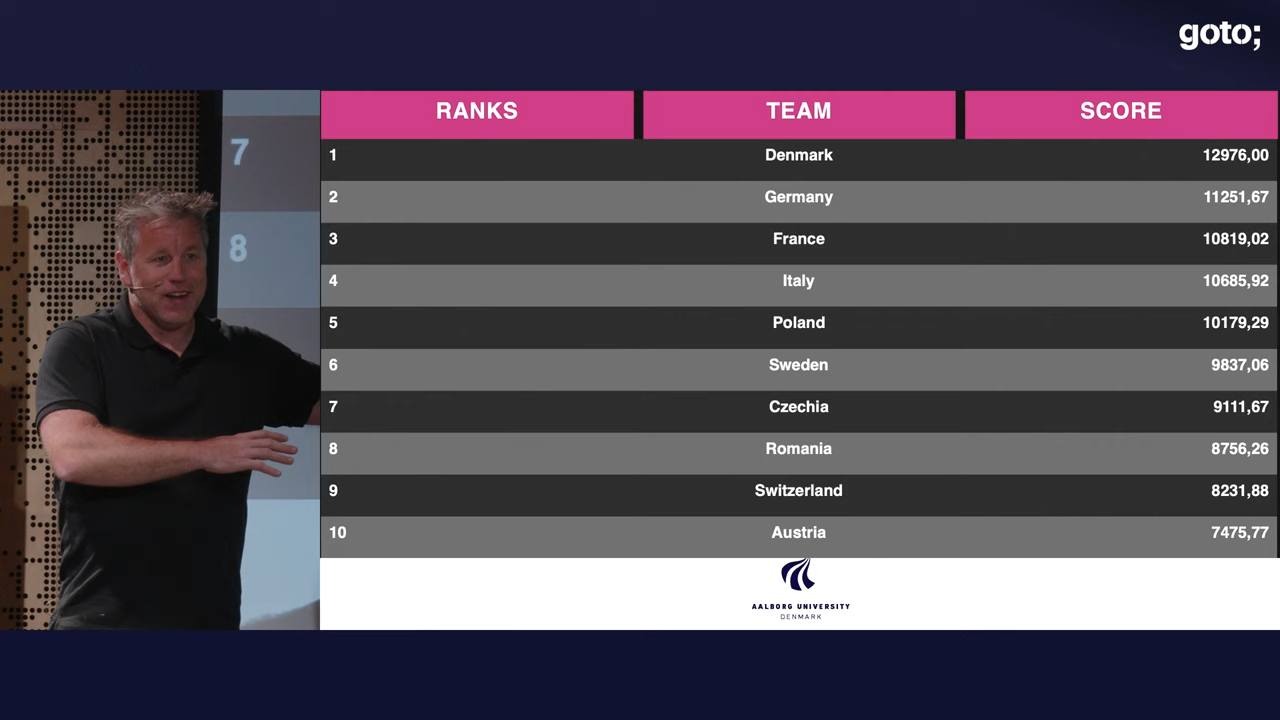 goto;
7
8
RANKS TEAM SCORE
1 Denmark 12976,00
2 Germany 11251,67
3 France 10819,02
4 Italy 10685,92
5 Poland 10179,29
6 Sweden 9837,06
7 Czechia 9111,67
8 Romania 8756,26
9 Switzerland 8231,88
10 Austria 7475,77
AALBORG UNIVERSITY
DENMARK